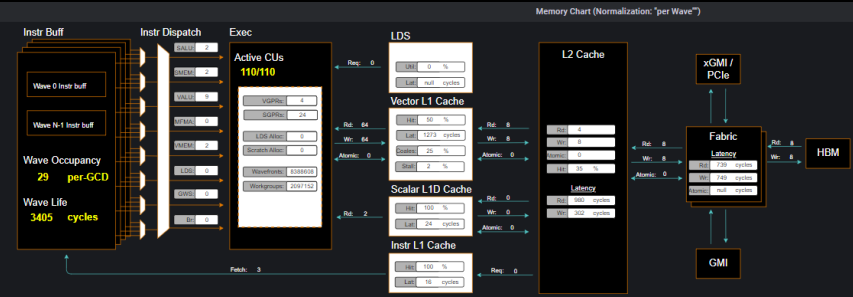 Memory Chart (Normalization: "per Wave")
Instr Buff
Wave 0 Instr buff
Wave N-1 Instr buff
Wave Occupancy
29 per-GCD
Wave Life
3405 cycles
Instr Dispatch
SALU: 2
SMEM: 2
VALU: 9
MFMA: 0
VMEM: 2
LDS: 0
GWS: 0
Br: 0
Exec
Active CUs
110/110
VGPRs: 4
SGPRs: 24
LDS Alloc: 0
Scratch Alloc: 0
Wavefronts: 8388608
Workgroups: 2097152
Req: 0
Rd: 64
Wr: 64
Atomic: 0
Rd: 2
Fetch: 3
LDS
Util: 0 %
Lat: null cycles
Vector L1 Cache
Hit: 50 %
Lat: 1273 cycles
Coales: 25 %
Stall: 2 %
Scalar L1D Cache
Hit: 100 %
Lat: 24 cycles
Instr L1 Cache
Hit: 100 %
Lat: 16 cycles
Rd: 8
Wr: 8
Atomic: 0
Rd: 0
Wr: 0
Atomic: 0
Req: 0
L2 Cache
Rd: 4
Wr: 8
Atomic: 0
Hit: 35 %
Latency
Rd: 980 cycles
Wr: 302 cycles
Rd: 8
Wr: 8
Atomic: 0
xGMI /
PCIe
Fabric
Latency
Rd: 739 cycles
Wr: 749 cycles
Atomic: null cycles
GMI
Rd: 8
Wr: 8
HBM